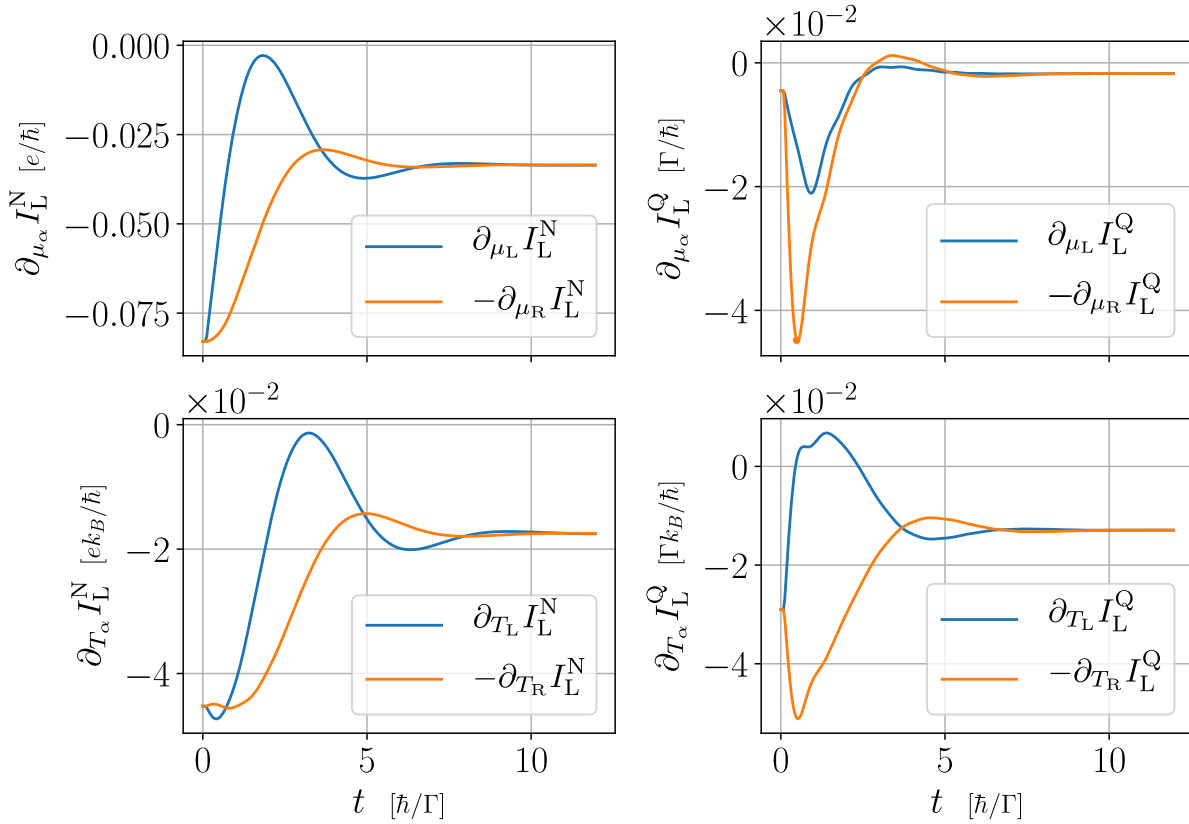 0.000
−0.025
−0.050
−0.075
∂_{μ_α} I_L^N [e/ħ]
∂_{μ_L} I_L^N
−∂_{μ_R} I_L^N
×10^{−2}
0
−2
−4
∂_{μ_α} I_L^Q [Γ/ħ]
∂_{μ_L} I_L^Q
−∂_{μ_R} I_L^Q
×10^{−2}
0
−2
−4
∂_{T_α} I_L^N [ek_B/ħ]
∂_{T_L} I_L^N
−∂_{T_R} I_L^N
0 5 10
t [ħ/Γ]
×10^{−2}
0
−2
−4
∂_{T_α} I_L^Q [Γk_B/ħ]
∂_{T_L} I_L^Q
−∂_{T_R} I_L^Q
0 5 10
t [ħ/Γ]